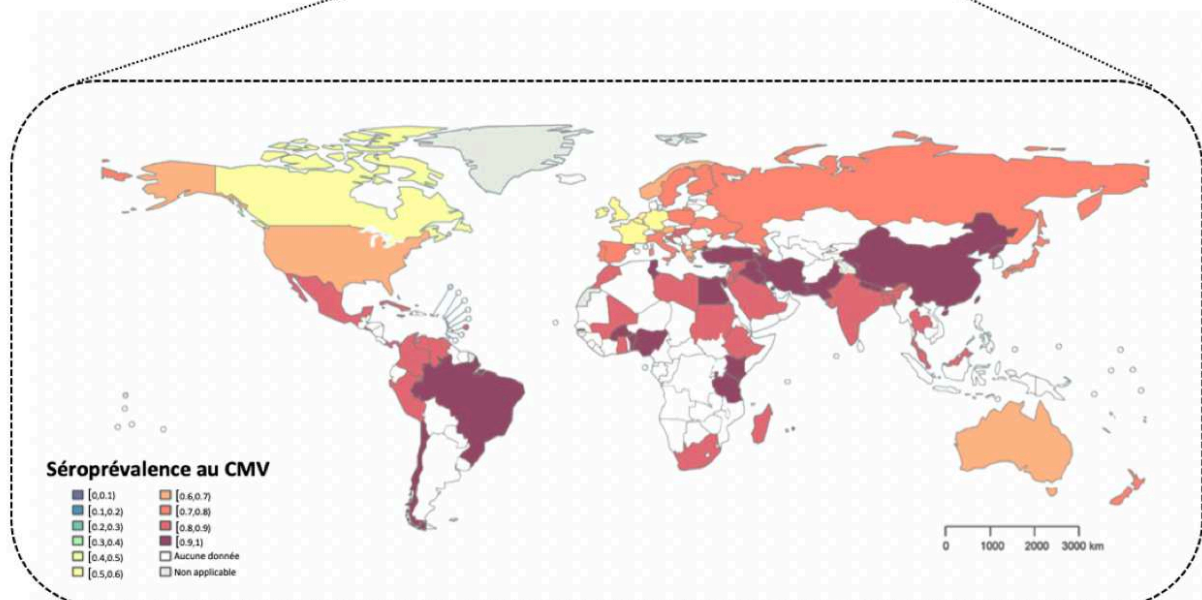 Séroprévalence au CMV
[0,0.1)
[0.1,0.2)
[0.2,0.3)
[0.3,0.4)
[0.4,0.5)
[0.5,0.6)
[0.6,0.7)
[0.7,0.8)
[0.8,0.9)
[0.9,1)
Aucune donnée
Non applicable
0 1000 2000 3000 km